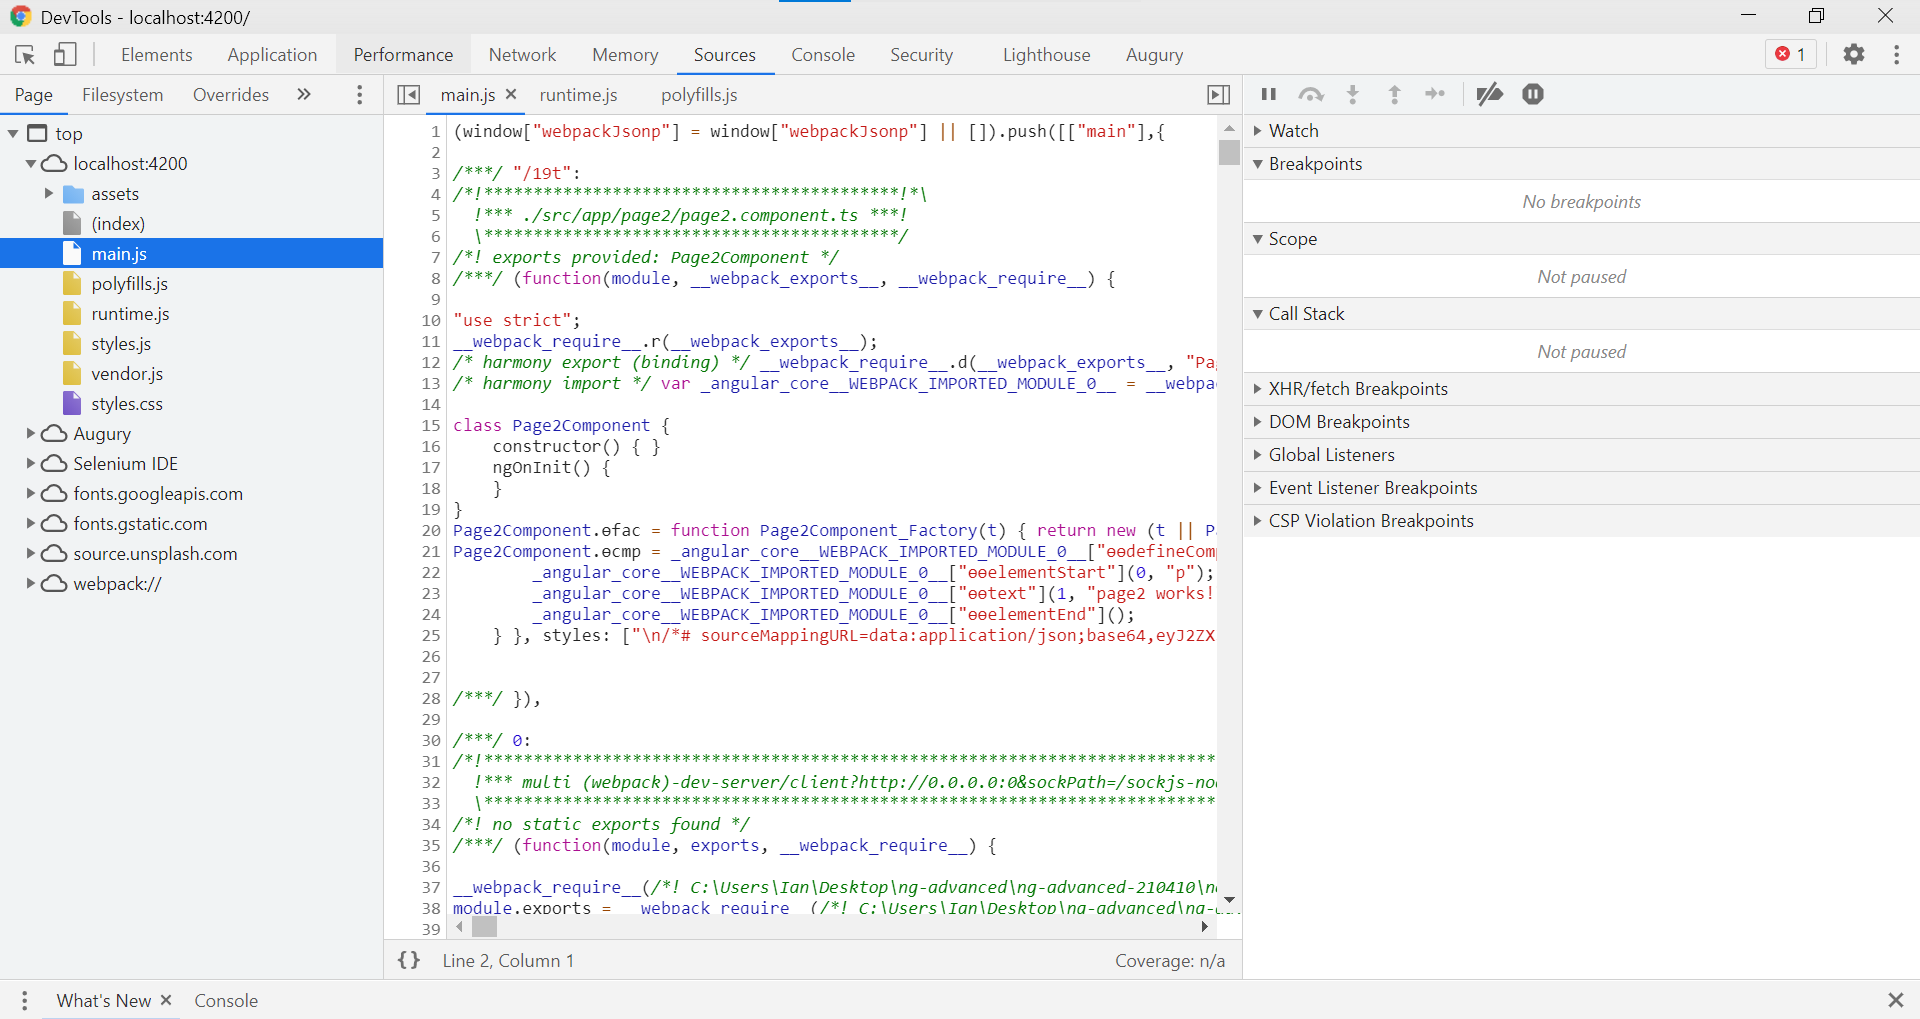 DevTools - localhost:4200/
Elements Application Performance Network Memory Sources Console Security Lighthouse Augury 1
Page Filesystem Overrides »
main.js runtime.js polyfills.js
top
localhost:4200
assets
(index)
main.js
polyfills.js
runtime.js
styles.js
vendor.js
styles.css
Augury
Selenium IDE
fonts.googleapis.com
fonts.gstatic.com
source.unsplash.com
webpack://
1 (window["webpackJsonp"] = window["webpackJsonp"] || []).push([["main"],{
2
3 /***/ "/19t":
4 /*!******************************************!*\
5   !*** ./src/app/page2/page2.component.ts ***!
6   \******************************************/
7 /*! exports provided: Page2Component */
8 /***/ (function(module, __webpack_exports__, __webpack_require__) {
9
10 "use strict";
11 __webpack_require__.r(__webpack_exports__);
12 /* harmony export (binding) */ __webpack_require__.d(__webpack_exports__, "Pa
13 /* harmony import */ var _angular_core__WEBPACK_IMPORTED_MODULE_0__ = __webpa
14
15 class Page2Component {
16     constructor() { }
17     ngOnInit() {
18     }
19 }
20 Page2Component.ɵfac = function Page2Component_Factory(t) { return new (t || P
21 Page2Component.ɵcmp = _angular_core__WEBPACK_IMPORTED_MODULE_0__["ɵɵdefineCom
22         _angular_core__WEBPACK_IMPORTED_MODULE_0__["ɵɵelementStart"](0, "p");
23         _angular_core__WEBPACK_IMPORTED_MODULE_0__["ɵɵtext"](1, "page2 works!
24         _angular_core__WEBPACK_IMPORTED_MODULE_0__["ɵɵelementEnd"]();
25     } }, styles: ["\n/*# sourceMappingURL=data:application/json;base64,eyJ2ZX
26
27
28 /***/ }),
29
30 /***/ 0:
31 /*!**************************************************************************
32   !*** multi (webpack)-dev-server/client?http://0.0.0.0:0&sockPath=/sockjs-no
33   \**************************************************************************
34 /*! no static exports found */
35 /***/ (function(module, exports, __webpack_require__) {
36
37 __webpack_require__(/*! C:\Users\Ian\Desktop\ng-advanced\ng-advanced-210410\n
38 module.exports = __webpack_require__(/*! C:\Users\Ian\Desktop\ng-advanced\ng-
39
{} Line 2, Column 1 Coverage: n/a
Watch
Breakpoints
No breakpoints
Scope
Not paused
Call Stack
Not paused
XHR/fetch Breakpoints
DOM Breakpoints
Global Listeners
Event Listener Breakpoints
CSP Violation Breakpoints
What's New Console